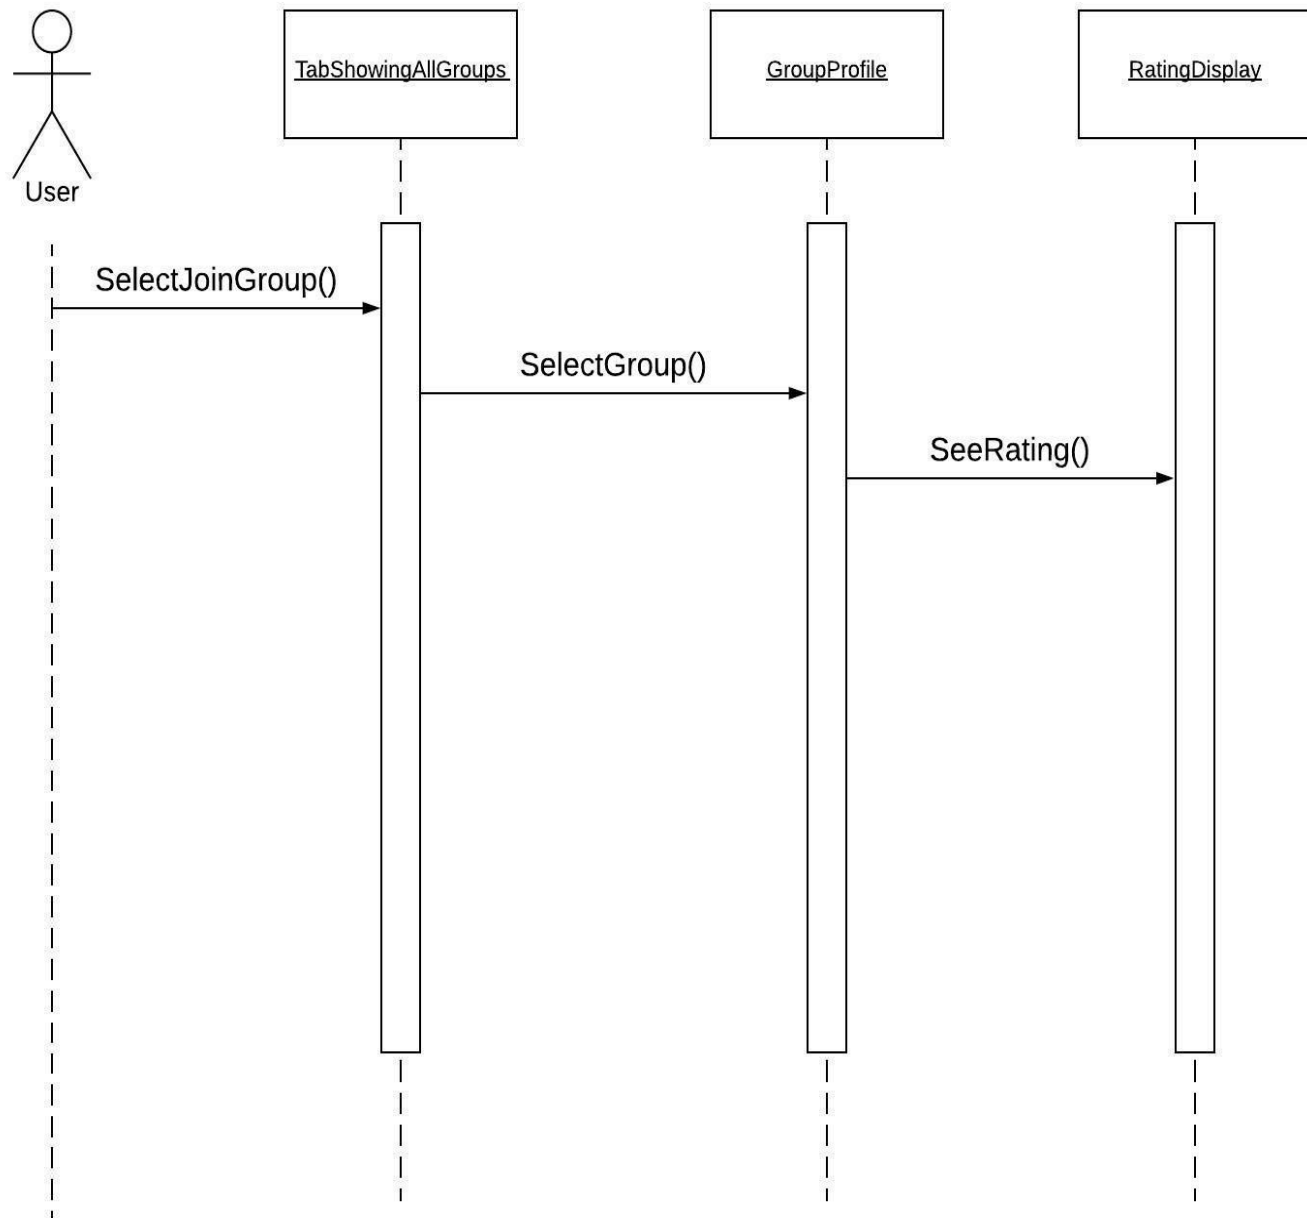 TabShowingAllGroups
GroupProfile
RatingDisplay
User
SelectJoinGroup()
SelectGroup()
SeeRating()